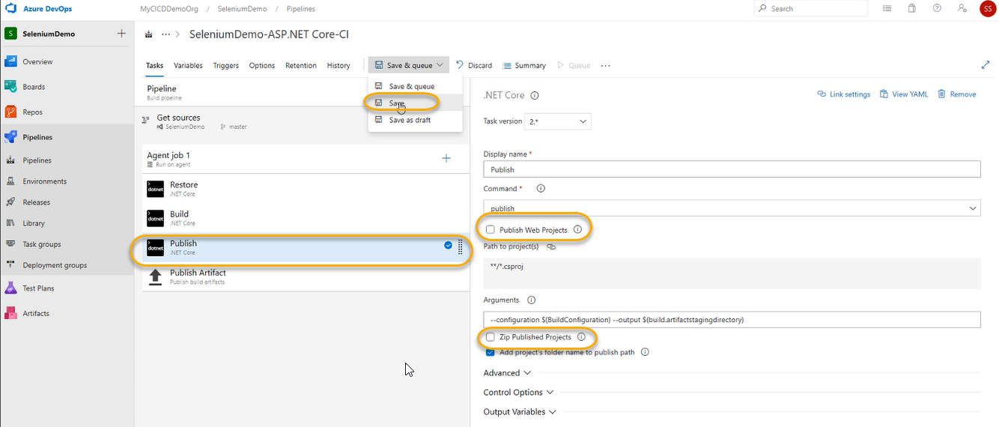 Azure DevOps
MyCICDDemoOrg / SeleniumDemo / Pipelines
Search
SS
S SeleniumDemo
SeleniumDemo-ASP.NET Core-CI
Overview
Boards
Repos
Pipelines
Pipelines
Environments
Releases
Library
Task groups
Deployment groups
Test Plans
Artifacts
Tasks Variables Triggers Options Retention History Save & queue Discard Summary Queue
Save & queue
Save
Save as draft
Pipeline
Build pipeline
Get sources
SeleniumDemo master
Agent job 1
Run on agent
dotnet
Restore
.NET Core
dotnet
Build
.NET Core
dotnet
Publish
.NET Core
Publish Artifact
Publish build artifacts
.NET Core
Link settings View YAML Remove
Task version 2.*
Display name *
Publish
Command *
publish
Publish Web Projects
Path to project(s)
**/*.csproj
Arguments
--configuration $(BuildConfiguration) --output $(build.artifactstagingdirectory)
Zip Published Projects
Add project's folder name to publish path
Advanced
Control Options
Output Variables